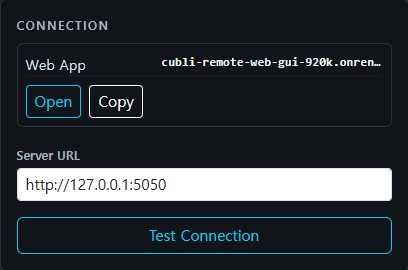 CONNECTION
Web App
cubli-remote-web-gui-920k.onren…
Open
Copy
Server URL
http://127.0.0.1:5050
Test Connection